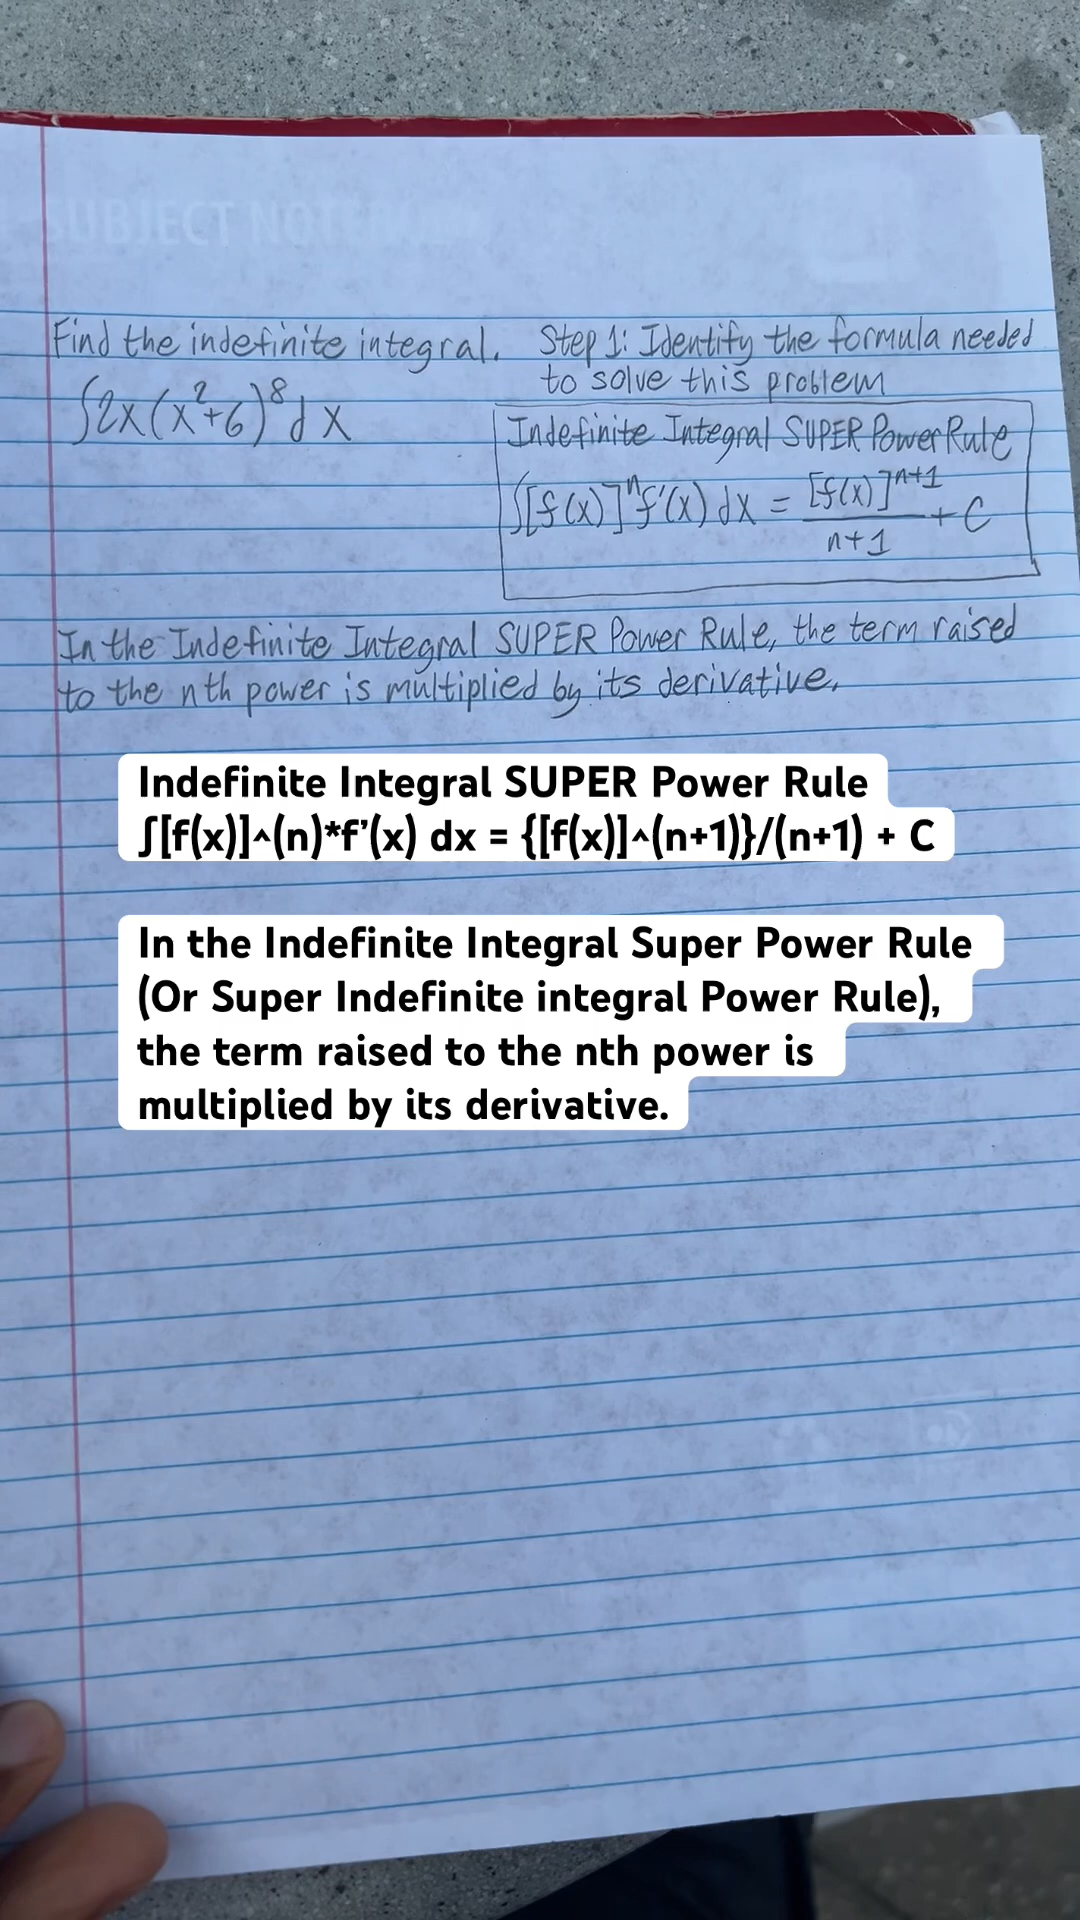 SUBJECT NOT
Find the indefinite integral.
∫2x(x²+6)⁸dx
Step 1: Identify the formula needed
to solve this problem
Indefinite Integral SUPER Power Rule
∫[f(x)]ⁿf'(x)dx = [f(x)]ⁿ⁺¹/n+1 + C
In the Indefinite Integral SUPER Power Rule, the term raised
to the nth power is multiplied by its derivative.
Indefinite Integral SUPER Power Rule
∫[f(x)]^(n)*f’(x) dx = {[f(x)]^(n+1)}/(n+1) + C
In the Indefinite Integral Super Power Rule
(Or Super Indefinite integral Power Rule),
the term raised to the nth power is
multiplied by its derivative.